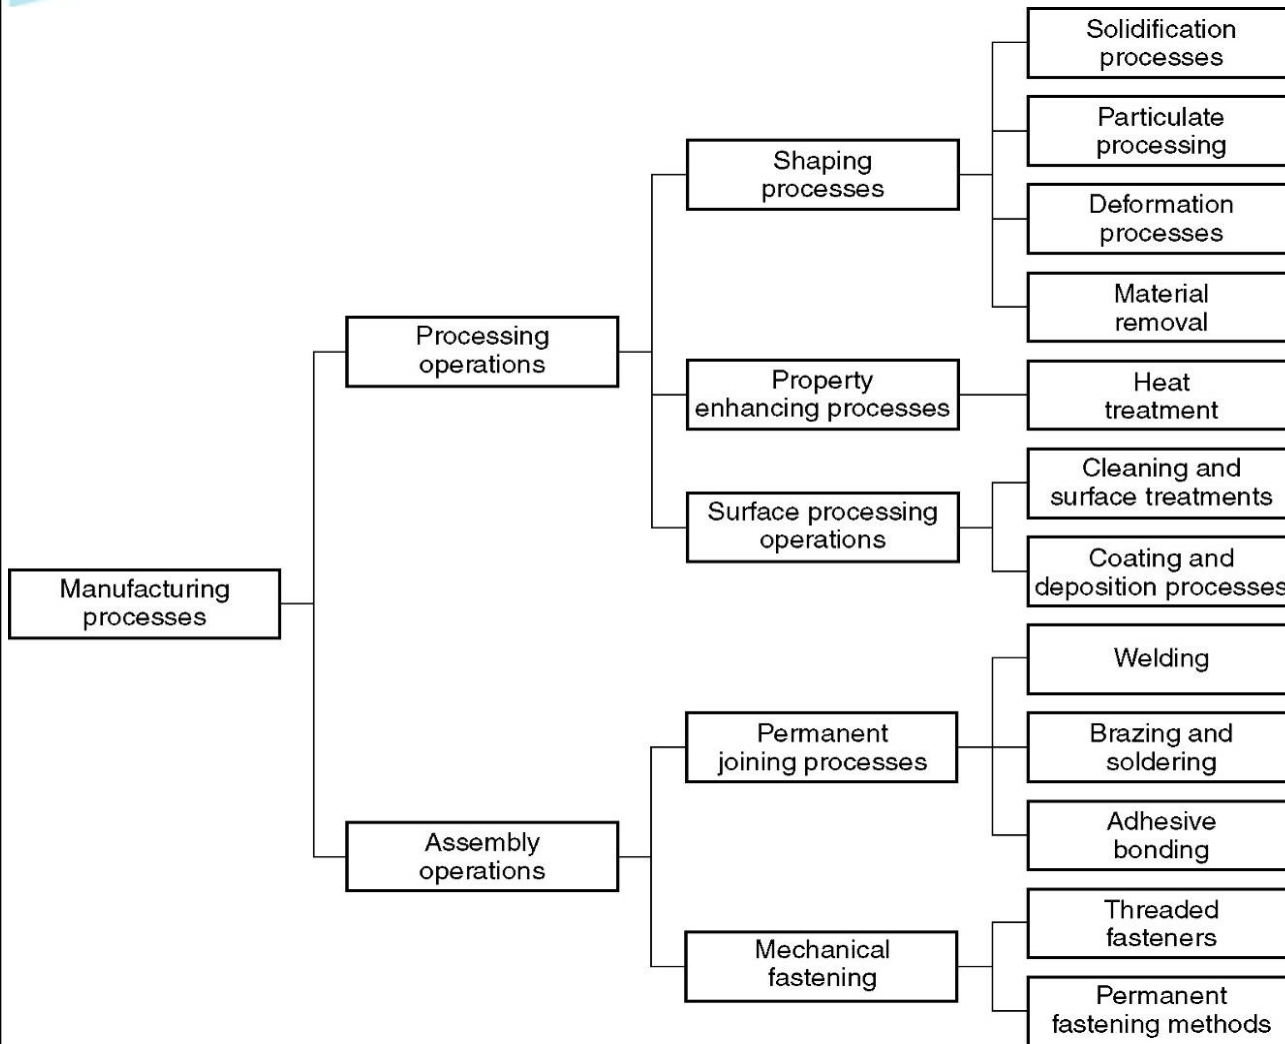 Solidification
processes
Particulate
processing
Shaping
processes
Deformation
processes
Material
removal
Processing
operations
Property
enhancing processes
Heat
treatment
Cleaning and
surface treatments
Surface processing
operations
Coating and
deposition processes
Manufacturing
processes
Welding
Permanent
joining processes
Brazing and
soldering
Adhesive
bonding
Assembly
operations
Threaded
fasteners
Mechanical
fastening
Permanent
fastening methods